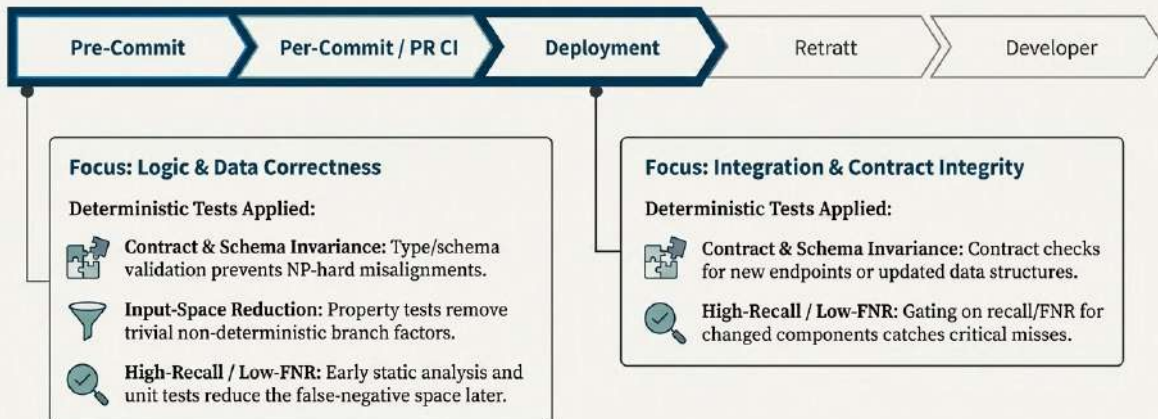 Pre-Commit
Per-Commit / PR CI
Deployment
Retratt
Developer
Focus: Logic & Data Correctness
Deterministic Tests Applied:
Contract & Schema Invariance: Type/schema
validation prevents NP-hard misalignments.
Input-Space Reduction: Property tests remove
trivial non-deterministic branch factors.
High-Recall / Low-FNR: Early static analysis and
unit tests reduce the false-negative space later.
Focus: Integration & Contract Integrity
Deterministic Tests Applied:
Contract & Schema Invariance: Contract checks
for new endpoints or updated data structures.
High-Recall / Low-FNR: Gating on recall/FNR for
changed components catches critical misses.